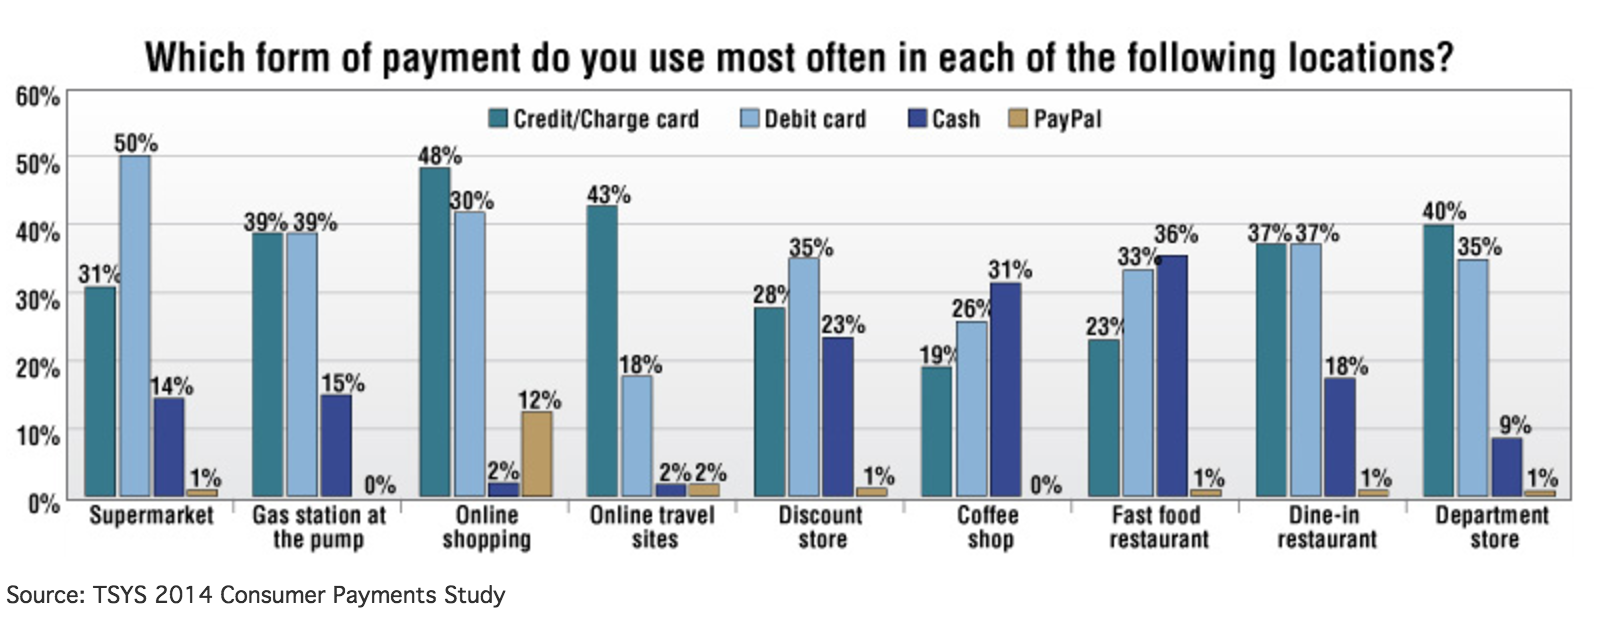 Which form of payment do you use most often in each of the following locations?
60%
50%
40%
30%
20%
10%
0%
Credit/Charge card Debit card Cash PayPal
31% 50% 14% 1%
39% 39% 15% 0%
48% 30% 2% 12%
43% 18% 2% 2%
28% 35% 23% 1%
19% 26% 31% 0%
23% 33% 36% 1%
37% 37% 18% 1%
40% 35% 9% 1%
Supermarket
Gas station at
the pump
Online
shopping
Online travel
sites
Discount
store
Coffee
shop
Fast food
restaurant
Dine-in
restaurant
Department
store
Source: TSYS 2014 Consumer Payments Study